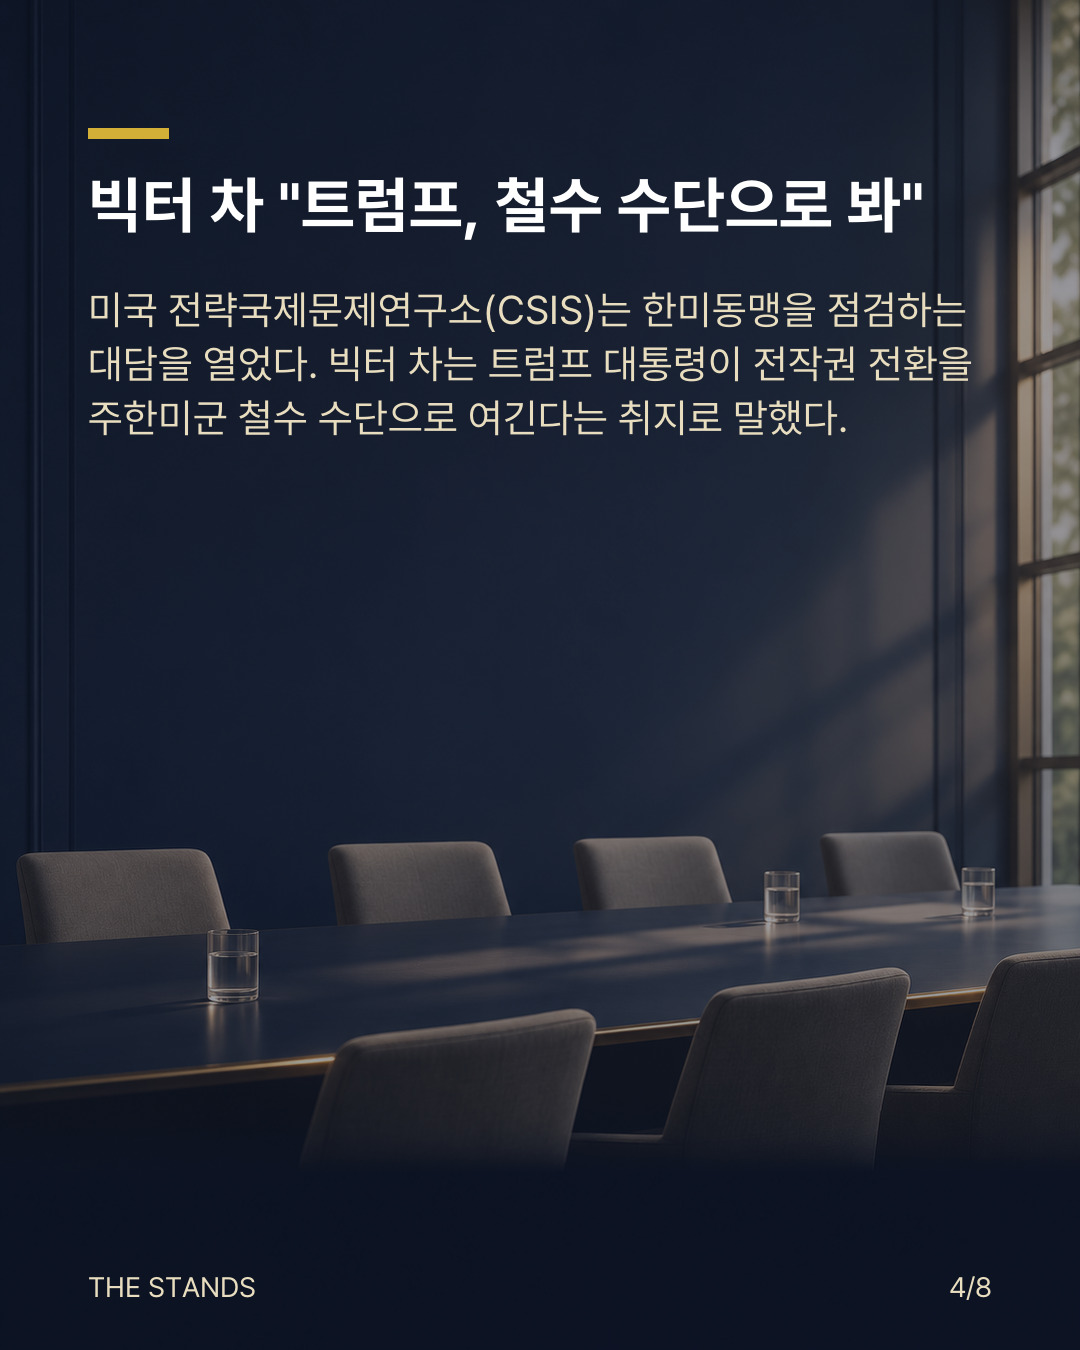 빅터 차 "트럼프, 철수 수단으로 봐"
미국 전략국제문제연구소(CSIS)는 한미동맹을 점검하는
대담을 열었다. 빅터 차는 트럼프 대통령이 전작권 전환을
주한미군 철수 수단으로 여긴다는 취지로 말했다.
THE STANDS
4/8